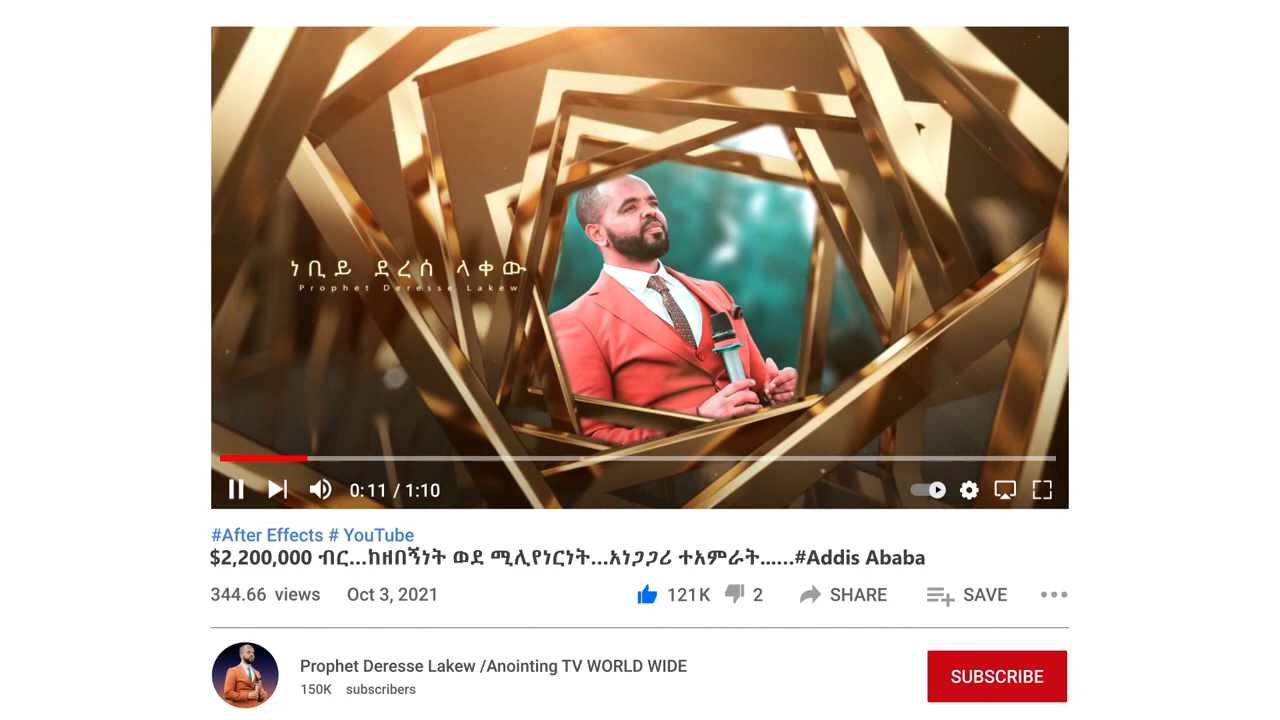 ነቢይ ደረሰ ላቀው
Prophet Deresse Lakew
0:11 / 1:10
#After Effects # YouTube
$2,200,000 ብር...ከዘበኝነት ወደ ሚሊየነርነት...አነጋጋሪ ተአምራት......#Addis Ababa
344.66 views Oct 3, 2021 121K 2 SHARE SAVE
Prophet Deresse Lakew /Anointing TV WORLD WIDE
150K subscribers
SUBSCRIBE